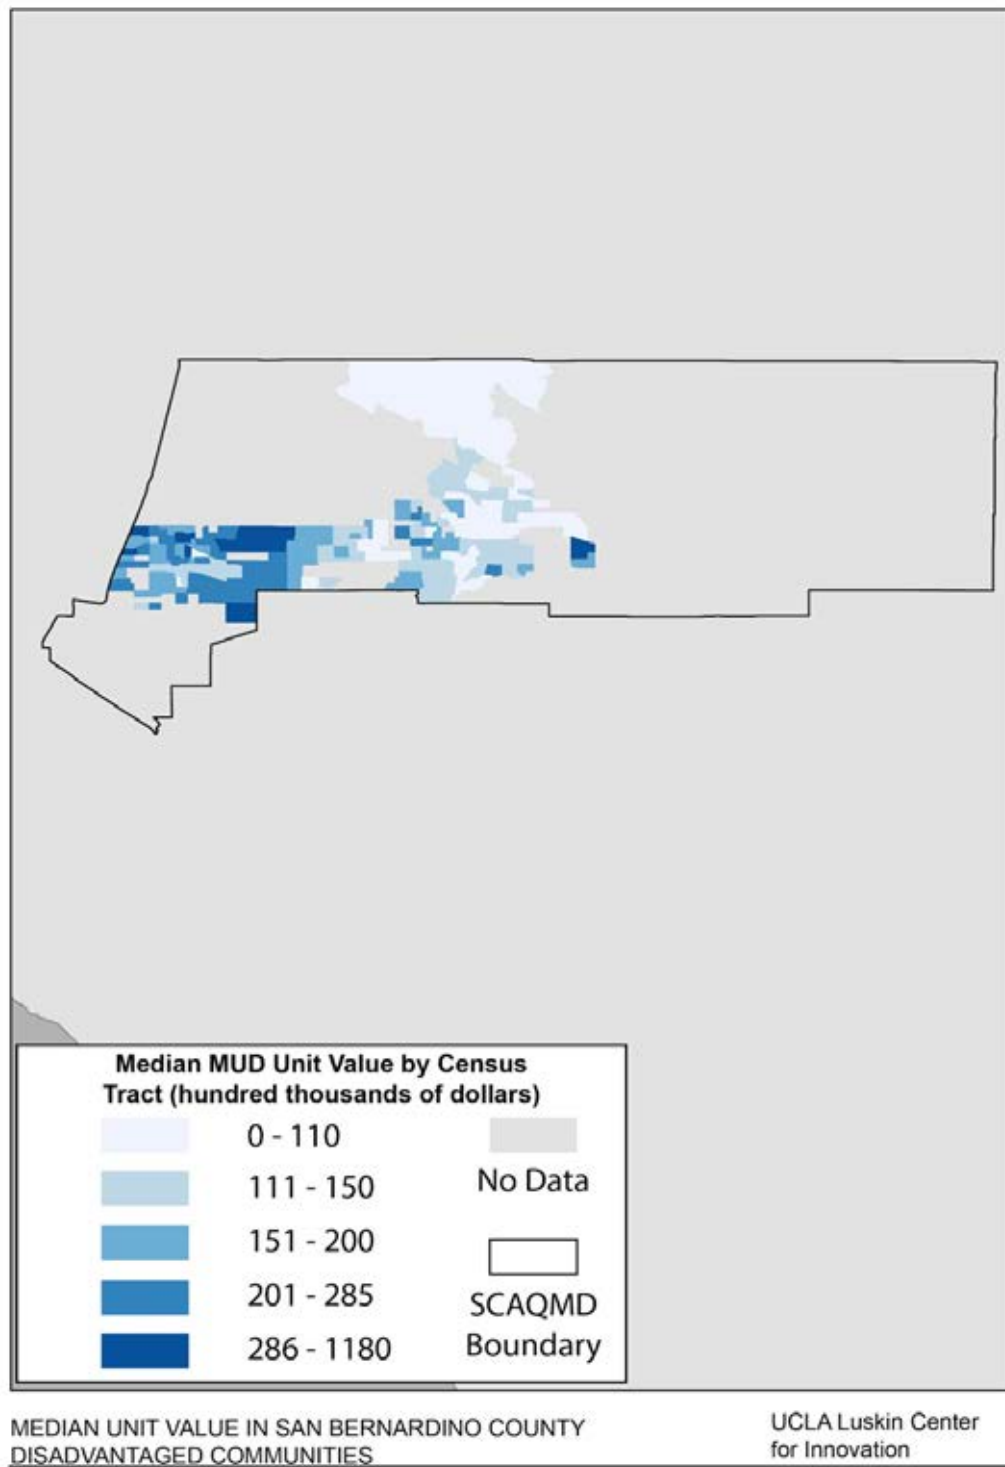 Median MUD Unit Value by Census
Tract (hundred thousands of dollars)
0 - 110
111 - 150
151 - 200
201 - 285
286 - 1180
No Data
SCAQMD
Boundary
MEDIAN UNIT VALUE IN SAN BERNARDINO COUNTY
DISADVANTAGED COMMUNITIES
UCLA Luskin Center
for Innovation